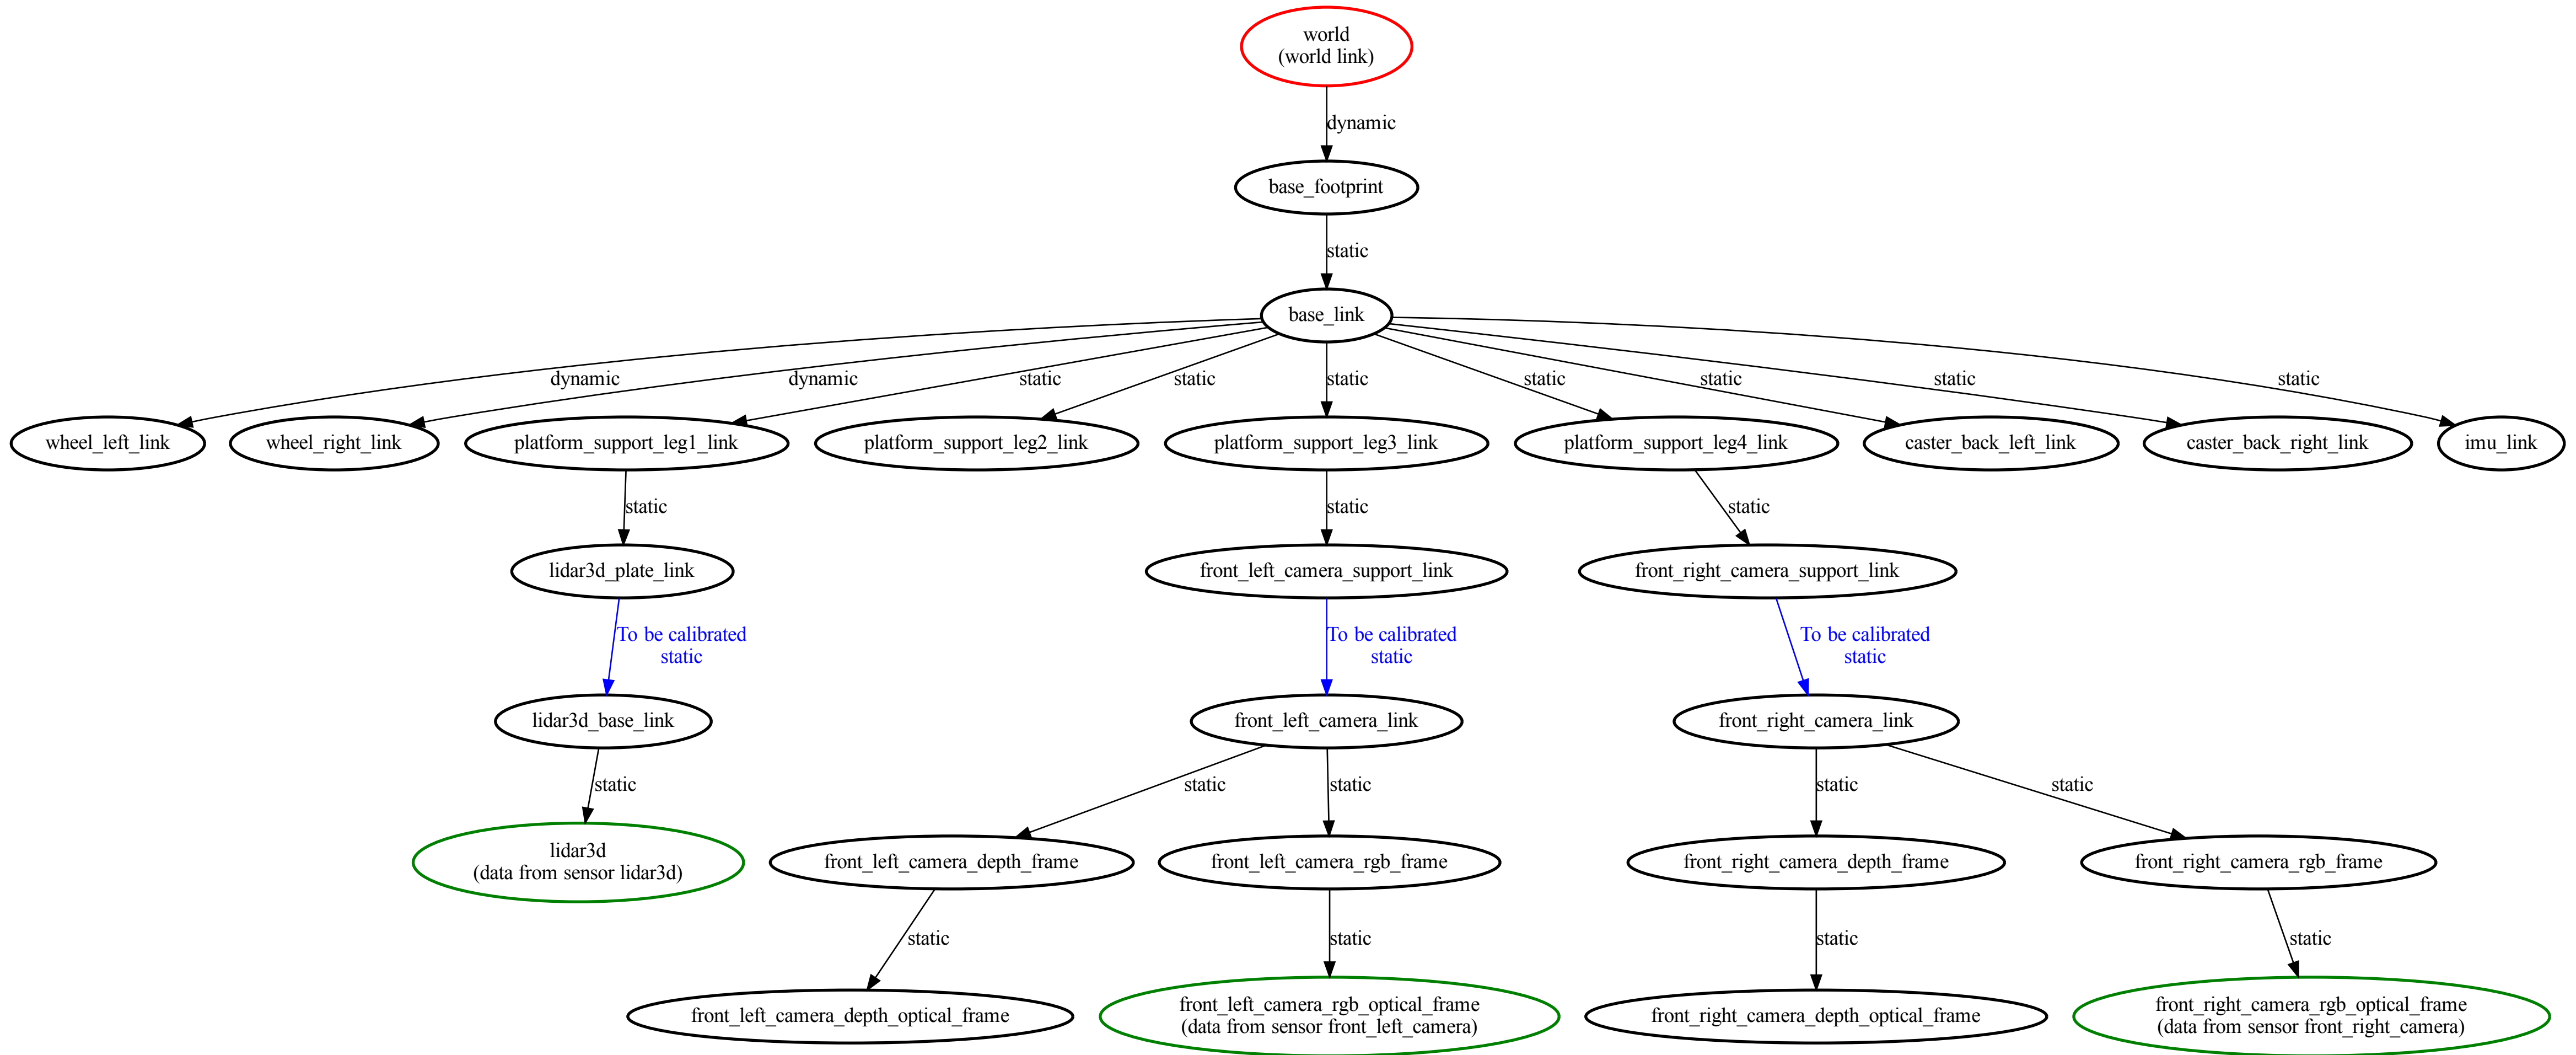 world
(world link)
dynamic
base_footprint
static
base_link
dynamic
dynamic
static
static
static
static
static
static
static
wheel_left_link
wheel_right_link
platform_support_leg1_link
platform_support_leg2_link
platform_support_leg3_link
platform_support_leg4_link
caster_back_left_link
caster_back_right_link
imu_link
static
static
static
lidar3d_plate_link
front_left_camera_support_link
front_right_camera_support_link
To be calibrated
static
To be calibrated
static
To be calibrated
static
lidar3d_base_link
front_left_camera_link
front_right_camera_link
static
static
static
static
static
lidar3d
(data from sensor lidar3d)
front_left_camera_depth_frame
front_left_camera_rgb_frame
front_right_camera_depth_frame
front_right_camera_rgb_frame
static
static
static
static
front_left_camera_depth_optical_frame
front_left_camera_rgb_optical_frame
(data from sensor front_left_camera)
front_right_camera_depth_optical_frame
front_right_camera_rgb_optical_frame
(data from sensor front_right_camera)